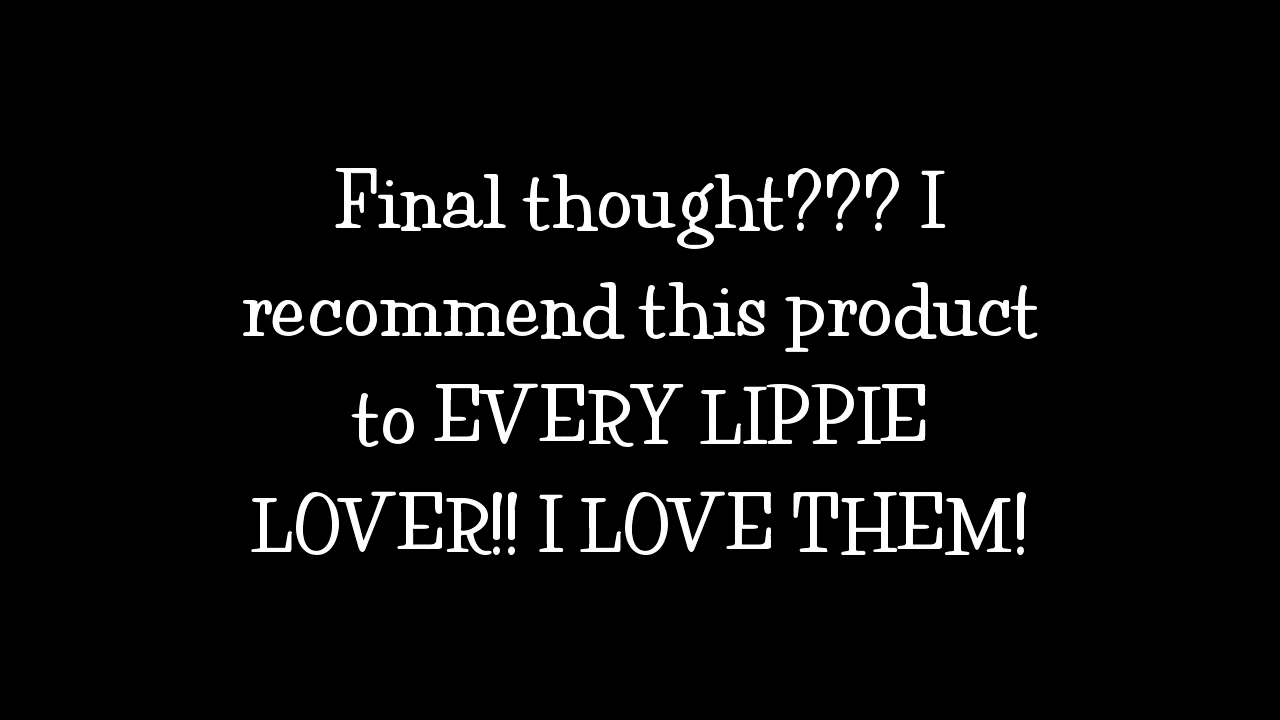 Final thought??? I
recommend this product
to EVERY LIPPIE
LOVER!! I LOVE THEM!